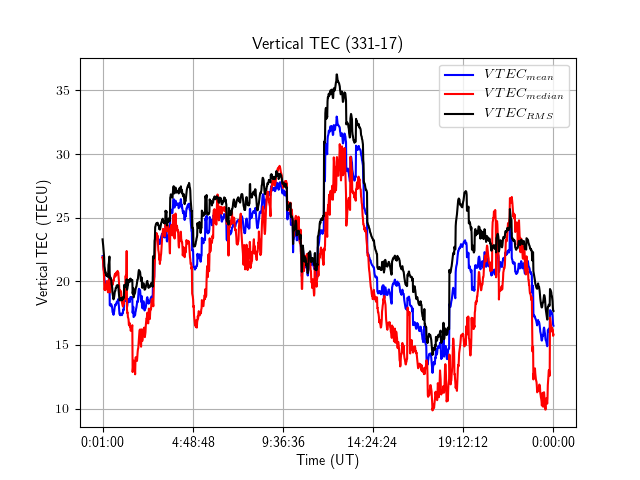 Vertical TEC (331-17)
VTEC_mean
VTEC_median
VTEC_RMS
35
30
25
20
15
10
Vertical TEC (TECU)
0:01:00 4:48:48 9:36:36 14:24:24 19:12:12 0:00:00
Time (UT)